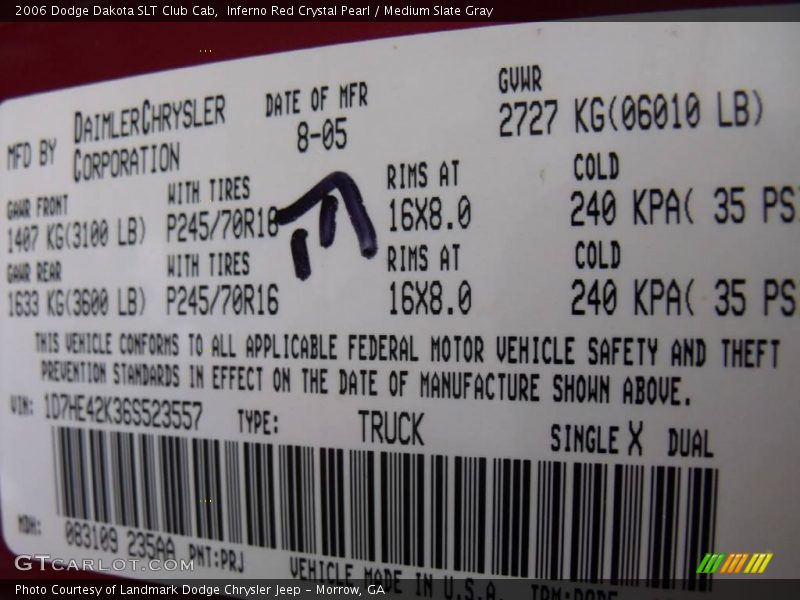 2006 Dodge Dakota SLT Club Cab, Inferno Red Crystal Pearl / Medium Slate Gray
MFD BY DAIMLERCHRYSLER CORPORATION
DATE OF MFR
8-05
GVWR
2727 KG(06010 LB)
GAWR FRONT
WITH TIRES
RIMS AT
COLD
1407 KG(3100 LB)
P245/70R16
16X8.0
240 KPA( 35 PS
GAWR REAR
WITH TIRES
RIMS AT
COLD
1633 KG(3600 LB)
P245/70R16
16X8.0
240 KPA( 35 PS
THIS VEHICLE CONFORMS TO ALL APPLICABLE FEDERAL MOTOR VEHICLE SAFETY AND THEFT
PREVENTION STANDARDS IN EFFECT ON THE DATE OF MANUFACTURE SHOWN ABOVE.
VIN: 1D7HE42K36S523557
TYPE: TRUCK
SINGLE X DUAL
MDH: 083109 235AA PNT:PRJ
VEHICLE MADE IN U.S.A.
GTCARLOT.COM
Photo Courtesy of Landmark Dodge Chrysler Jeep - Morrow, GA